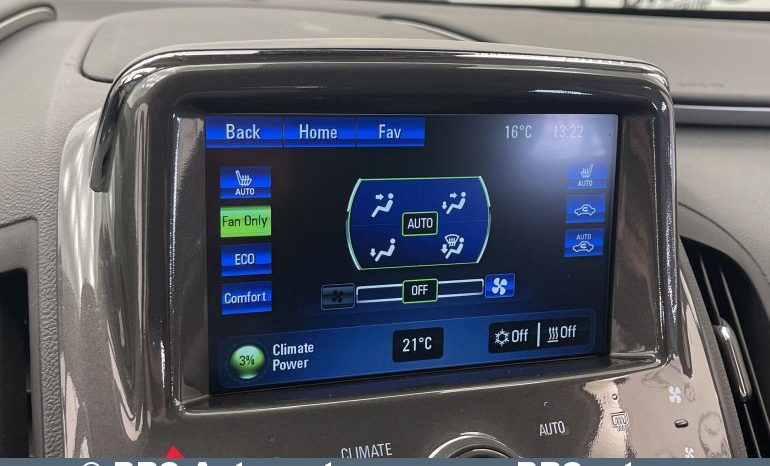 Back Home Fav 16°C 13:22
AUTO
AUTO
Fan Only
AUTO
ECO
AUTO
OFF
Comfort
3%
Climate
Power
21°C
Off
Off
AUTO
CLIMATE